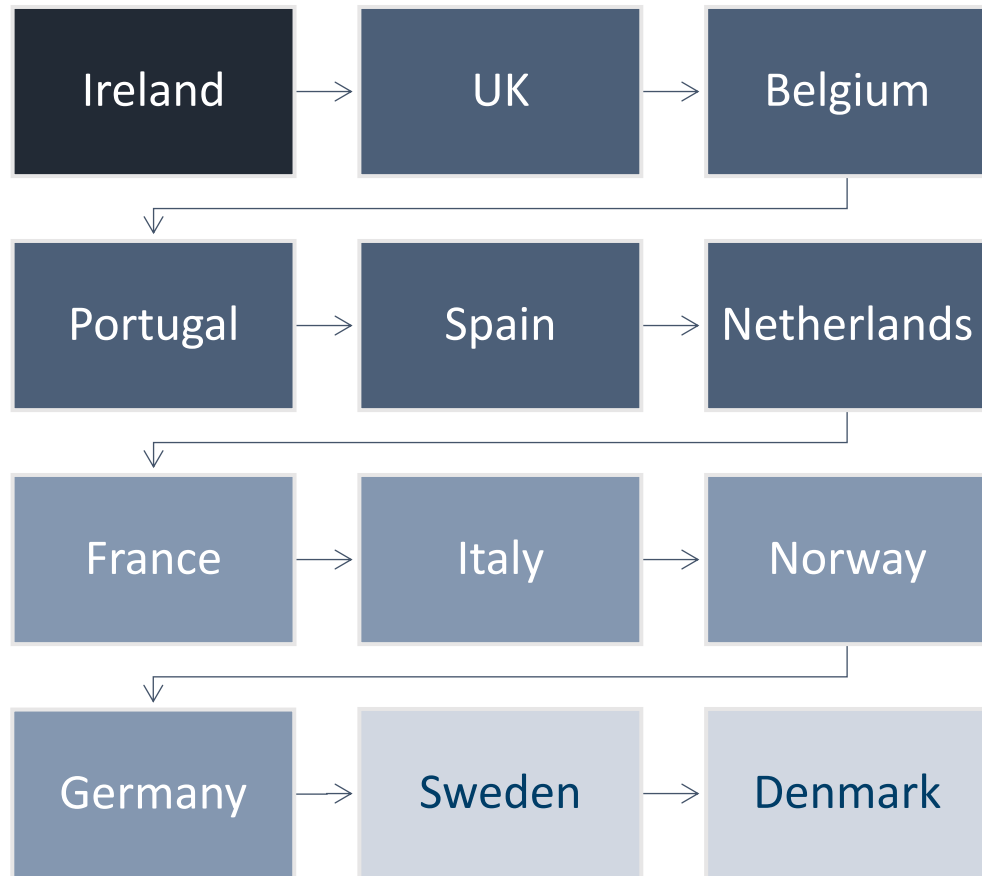 Ireland
UK
Belgium
Portugal
Spain
Netherlands
France
Italy
Norway
Germany
Sweden
Denmark